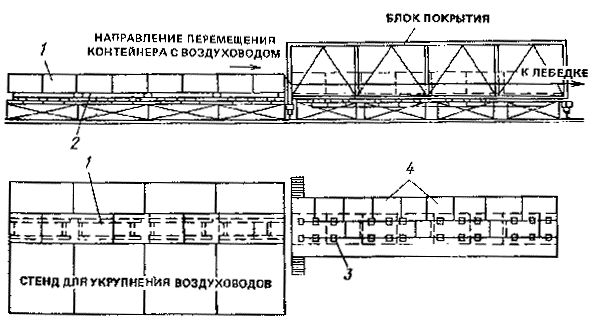 БЛОК ПОКРЫТИЯ
НАПРАВЛЕНИЕ ПЕРЕМЕЩЕНИЯ
КОНТЕЙНЕРА С ВОЗДУХОВОДОМ
1
К ЛЕБЕДКЕ
2
1
4
3
СТЕНД ДЛЯ УКРУПНЕНИЯ ВОЗДУХОВОДОВ